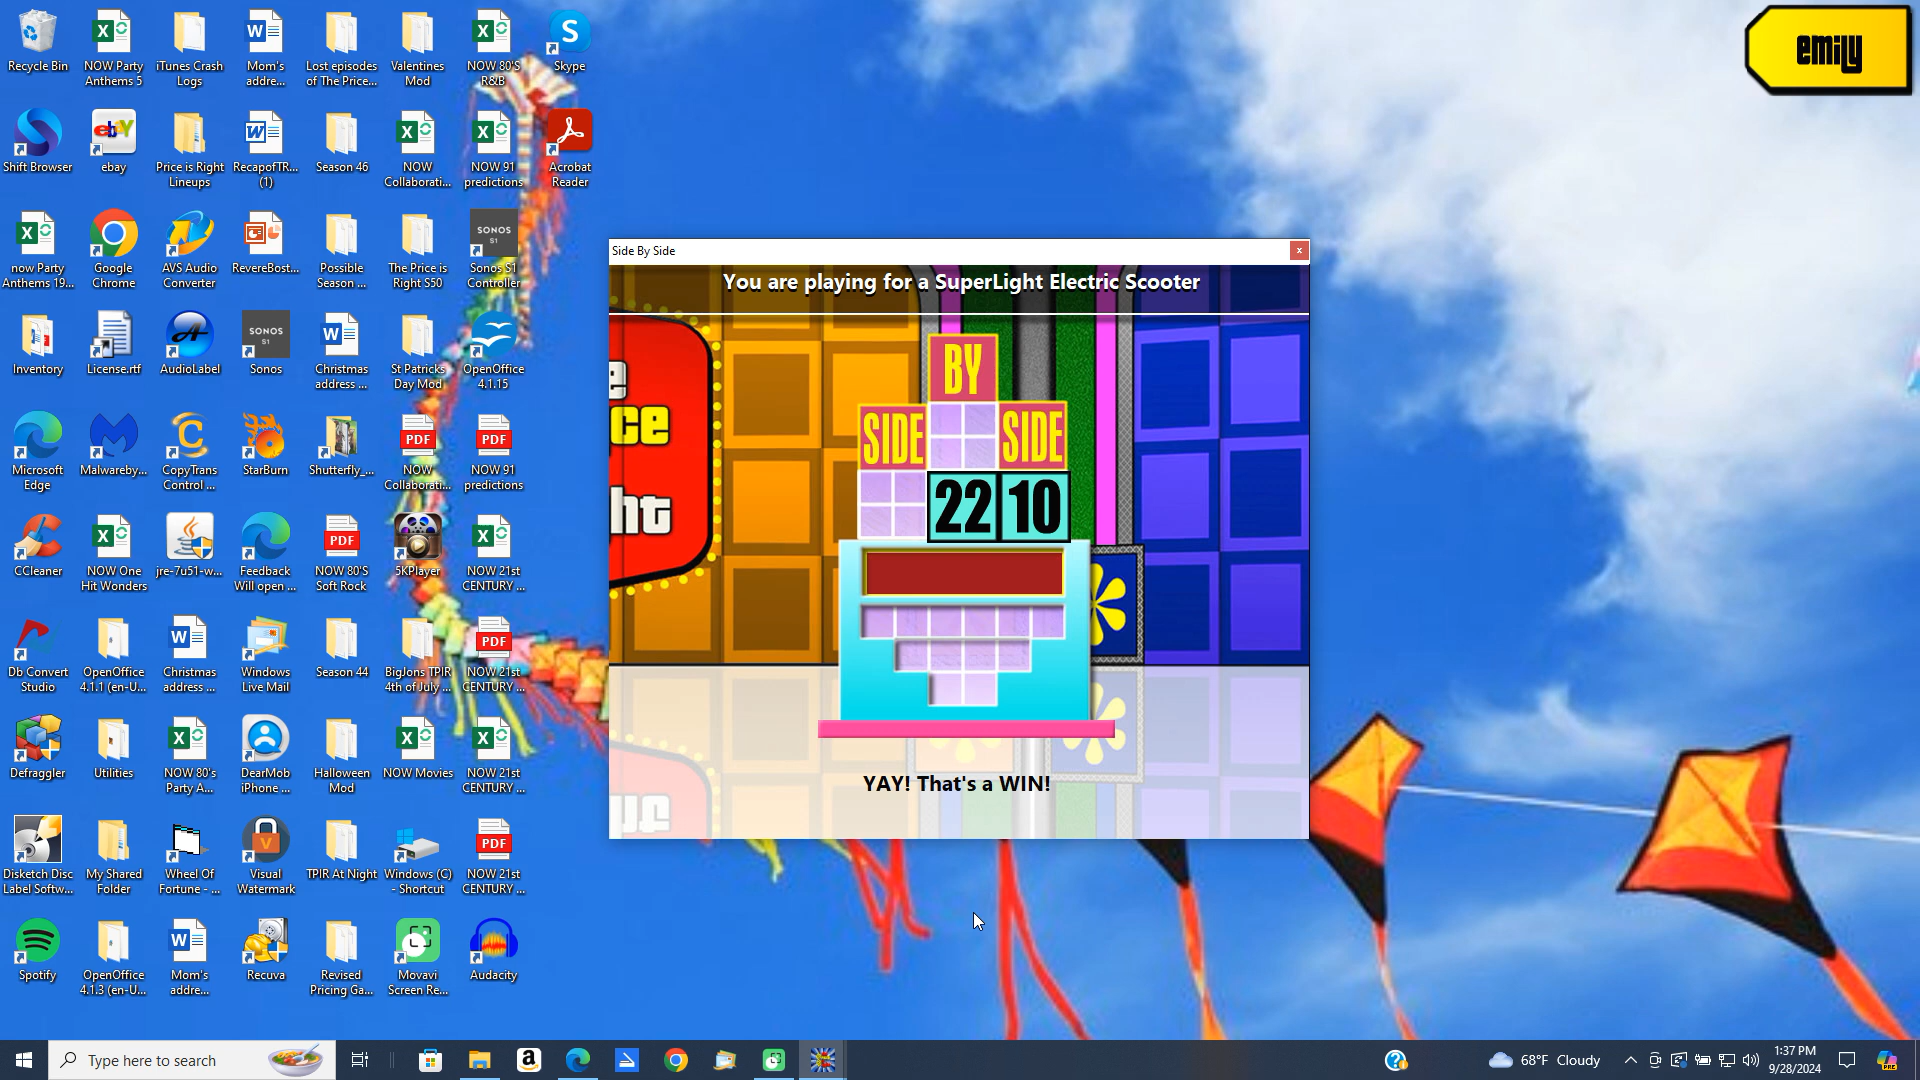 Recycle Bin
NOW Party
Anthems 5
iTunes Crash
Logs
Mom's
addre...
Lost episodes
of The Price...
Valentines
Mod
NOW 80'S
R&B
S
Skype
emily
Shift Browser
ebay
ebay
Price is Right
Lineups
RecapofTR...
(1)
Season 46
NOW
Collaborati...
NOW 91
predictions
Acrobat
Reader
now Party
Anthems 19...
Google
Chrome
AVS Audio
Converter
RevereBost...
Possible
Season ...
The Price is
Right S50
SONOS
S1
Sonos S1
Controller
Inventory
License.rtf
AudioLabel
SONOS
S1
Sonos
Christmas
address ...
St Patricks
Day Mod
OpenOffice
4.1.15
Microsoft
Edge
Malwareby...
CopyTrans
Control ...
StarBurn
Shutterfly_...
PDF
NOW
Collaborati...
PDF
NOW 91
predictions
CCleaner
NOW One
Hit Wonders
jre-7u51-w...
Feedback
Will open ...
PDF
NOW 80'S
Soft Rock
5KPlayer
NOW 21st
CENTURY ...
Db Convert
Studio
OpenOffice
4.1.1 (en-U...
Christmas
address ...
Windows
Live Mail
Season 44
BigJons TPIR
4th of July ...
PDF
NOW 21st
CENTURY ...
Defraggler
Utilities
NOW 80's
Party A...
DearMob
iPhone ...
Halloween
Mod
NOW Movies
NOW 21st
CENTURY ...
Disketch Disc
Label Softw...
My Shared
Folder
Wheel Of
Fortune - ...
Visual
Watermark
TPIR At Night
Windows (C)
- Shortcut
PDF
NOW 21st
CENTURY ...
Spotify
OpenOffice
4.1.3 (en-U...
Mom's
addre...
Recuva
Revised
Pricing Ga...
Movavi
Screen Re...
Audacity
Side By Side
x
You are playing for a SuperLight Electric Scooter
BY
SIDE SIDE
22 10
e
ce
ht
YAY! That's a WIN!
Type here to search
68°F Cloudy
1:37 PM
9/28/2024